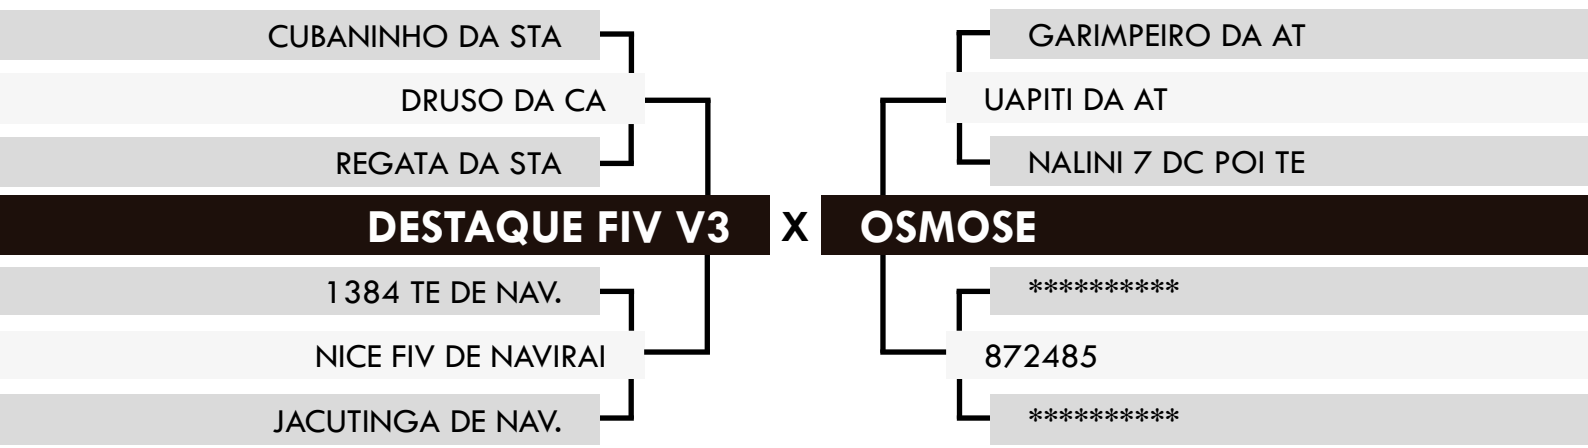 CUBANINHO DA STA
GARIMPEIRO DA AT
DRUSO DA CA
UAPITI DA AT
REGATA DA STA
NALINI 7 DC POI TE
DESTAQUE FIV V3 X OSMOSE
1384 TE DE NAV.
**********
NICE FIV DE NAVIRAI
872485
JACUTINGA DE NAV.
**********